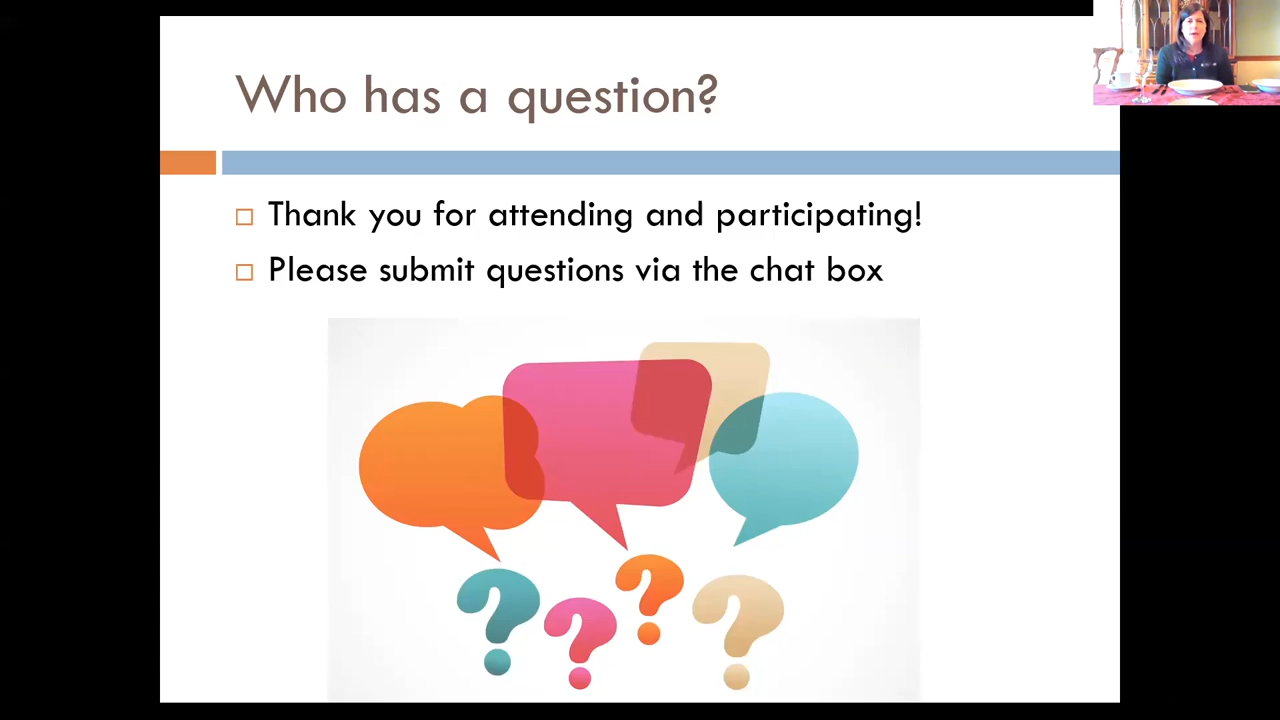 Who has a question?
Thank you for attending and participating!
Please submit questions via the chat box
? ? ? ?